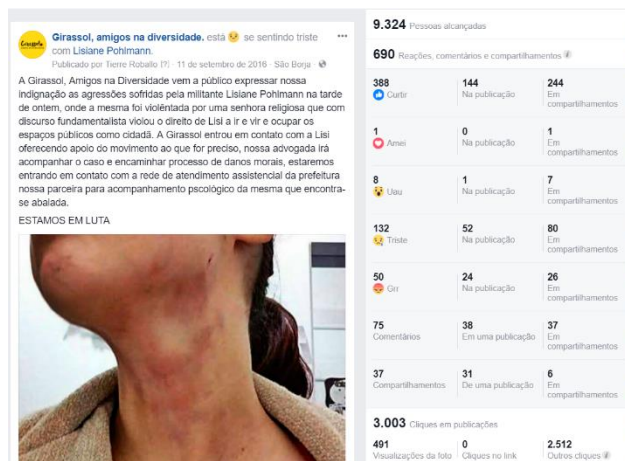 Girassol
Girassol, amigos na diversidade. está se sentindo triste
com Lisiane Pohlmann.
Publicado por Tierre Roballo [?] · 11 de setembro de 2016 · São Borja ·
A Girassol, Amigos na Diversidade vem a público expressar nossa
indignação as agressões sofridas pela militante Lisiane Pohlmann na tarde
de ontem, onde a mesma foi violêntada por uma senhora religiosa que com
discurso fundamentalista violou o direito de Lisi a ir e vir e ocupar os
espaços públicos como cidadã. A Girassol entrou em contato com a Lisi
oferecendo apoio do movimento ao que for preciso, nossa advogada irá
acompanhar o caso e encaminhar processo de danos morais, estaremos
entrando em contato com a rede de atendimento assistencial da prefeitura
nossa parceira para acompanhamento pscológico da mesma que encontra-
se abalada.
ESTAMOS EM LUTA
9.324 Pessoas alcançadas
690 Reações, comentários e compartilhamentos
388 144 244
Curtir Na publicação Em
compartilhamentos
1 0 1
Amei Na publicação Em
compartilhamentos
8 1 7
Uau Na publicação Em
compartilhamentos
132 52 80
Triste Na publicação Em
compartilhamentos
50 24 26
Grr Na publicação Em
compartilhamentos
75 38 37
Comentários Em uma publicação Em
compartilhamentos
37 31 6
Compartilhamentos De uma publicação Em
compartilhamentos
3.003 Cliques em publicações
491 0 2.512
Visualizações da foto Cliques no link Outros cliques